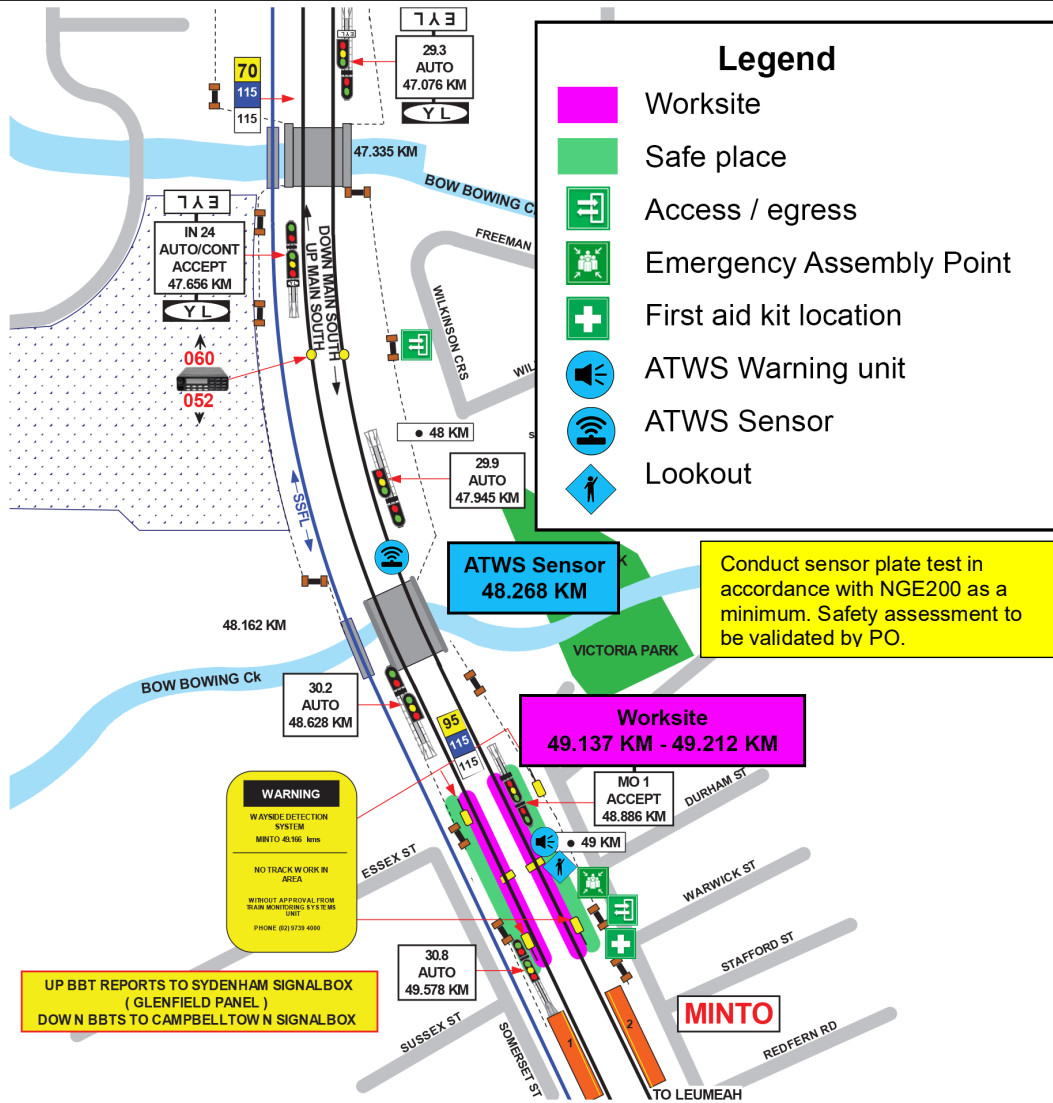 EYL
EYL
29.3
AUTO
47.076 KM
YL
70
115
115
47.335 KM
BOW BOWING C
FREEMAN
EYL
IN 24
AUTO/CONT
ACCEPT
47.656 KM
YL
DOWN MAIN SOUTH
UP MAIN SOUTH
WILKINSON CRS
WIL
060
052
48 KM
S
29.9
AUTO
47.945 KM
SSFL
K
ATWS Sensor
48.268 KM
Conduct sensor plate test in
accordance with NGE200 as a
minimum. Safety assessment to
be validated by PO.
48.162 KM
VICTORIA PARK
BOW BOWING Ck
30.2
AUTO
48.628 KM
95
115
115
Worksite
49.137 KM - 49.212 KM
MO 1
ACCEPT
48.886 KM
DURHAM ST
49 KM
WARNING
WAYSIDE DETECTION
SYSTEM
MINTO 49.166 kms
NO TRACK WORK IN
AREA
WITHOUT APPROVAL FROM
TRAIN MONITORING SYSTEMS
UNIT
PHONE (02) 9739 4000
ESSEX ST
WARWICK ST
STAFFORD ST
30.8
AUTO
49.578 KM
UP BBT REPORTS TO SYDENHAM SIGNALBOX
( GLENFIELD PANEL )
DOWN BBTS TO CAMPBELLTOWN SIGNALBOX
SUSSEX ST
SOMERSET ST
1
2
MINTO
REDFERN RD
TO LEUMEAH
Legend
Worksite
Safe place
Access / egress
Emergency Assembly Point
First aid kit location
ATWS Warning unit
ATWS Sensor
Lookout